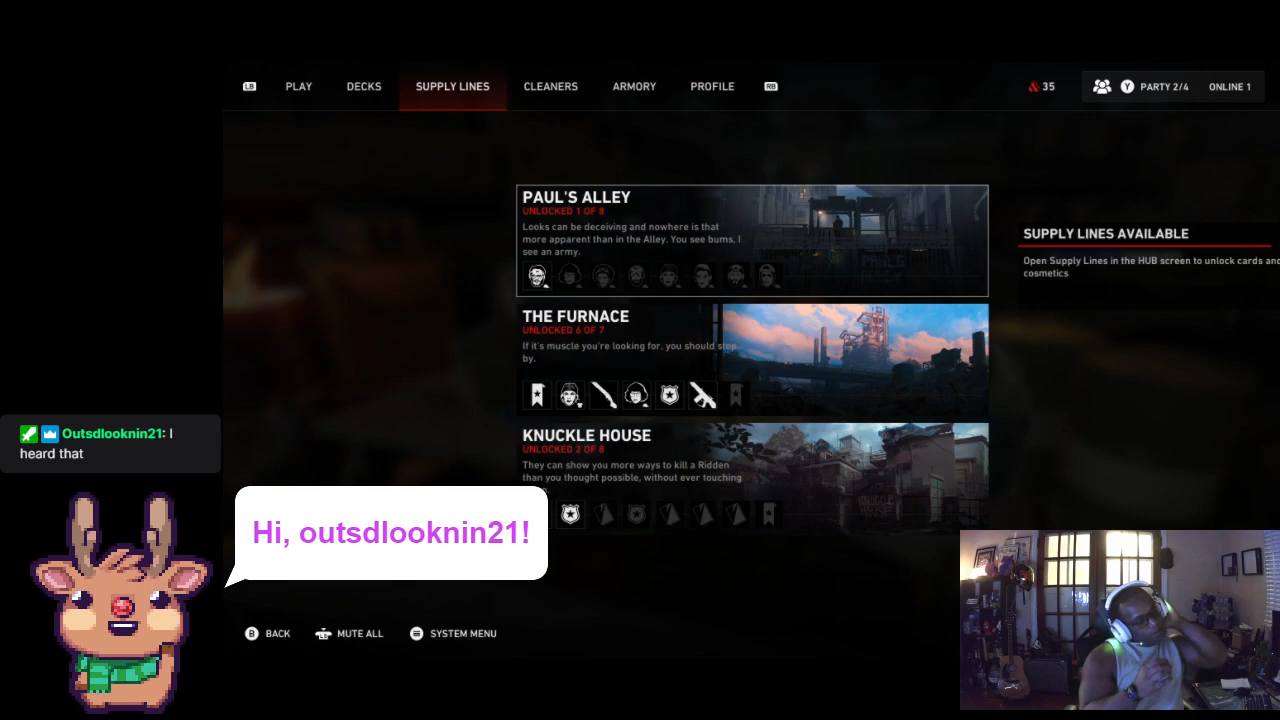 LB
PLAY
DECKS
SUPPLY LINES
CLEANERS
ARMORY
PROFILE
RB
35
Y PARTY 2/4
ONLINE 1
PAUL'S ALLEY
UNLOCKED 1 OF 8
Looks can be deceiving and nowhere is that
more apparent than in the Alley. You see bums, I
see an army.
SUPPLY LINES AVAILABLE
Open Supply Lines in the HUB screen to unlock cards and
cosmetics
THE FURNACE
UNLOCKED 6 OF 7
If it's muscle you're looking for, you should stop
by.
KNUCKLE HOUSE
UNLOCKED 2 OF 8
They can show you more ways to kill a Ridden
than you thought possible, without ever touching
Outsdlooknin21: I
heard that
Hi, outsdlooknin21!
B BACK
MUTE ALL
SYSTEM MENU